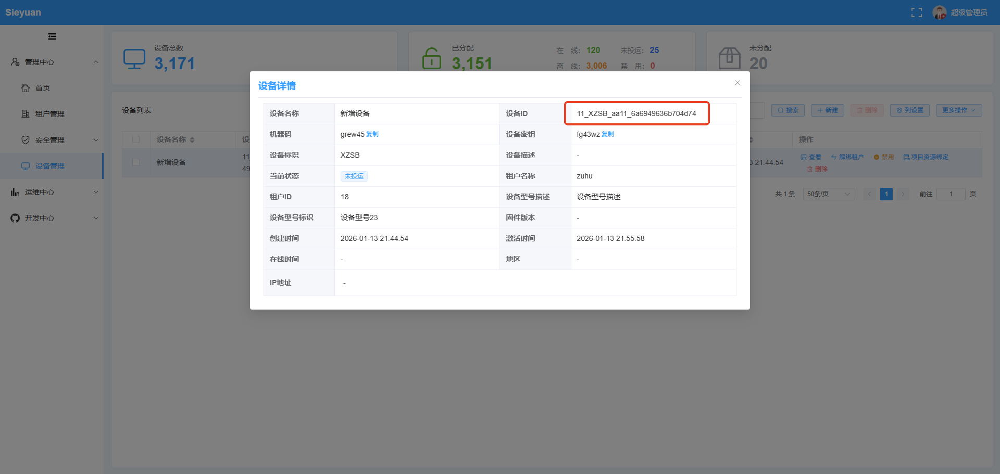 Sieyuan
超级管理员
管理中心
首页
租户管理
安全管理
设备管理
运维中心
开发中心
设备总数
3,171
已分配
3,151
在 线: 120
未投运: 25
离 线: 3,006
禁 用: 0
未分配
20
设备列表
搜索
新建
删除
列设置
更多操作
设备名称
设
操作
新增设备
11_
49
3 21:44:54
查看
解绑租户
禁用
项目资源绑定
删除
共 1 条
50条/页
1
前往
1
页
设备详情
设备名称 新增设备 设备ID 11_XZSB_aa11_6a6949636b704d74
机器码 grew45 复制 设备密钥 fg43wz 复制
设备标识 XZSB 设备描述 -
当前状态 未投运 租户名称 zuhu
租户ID 18 设备型号描述 设备型号描述
设备型号标识 设备型号23 固件版本 -
创建时间 2026-01-13 21:44:54 激活时间 2026-01-13 21:55:58
在线时间 - 地区 -
IP地址 -